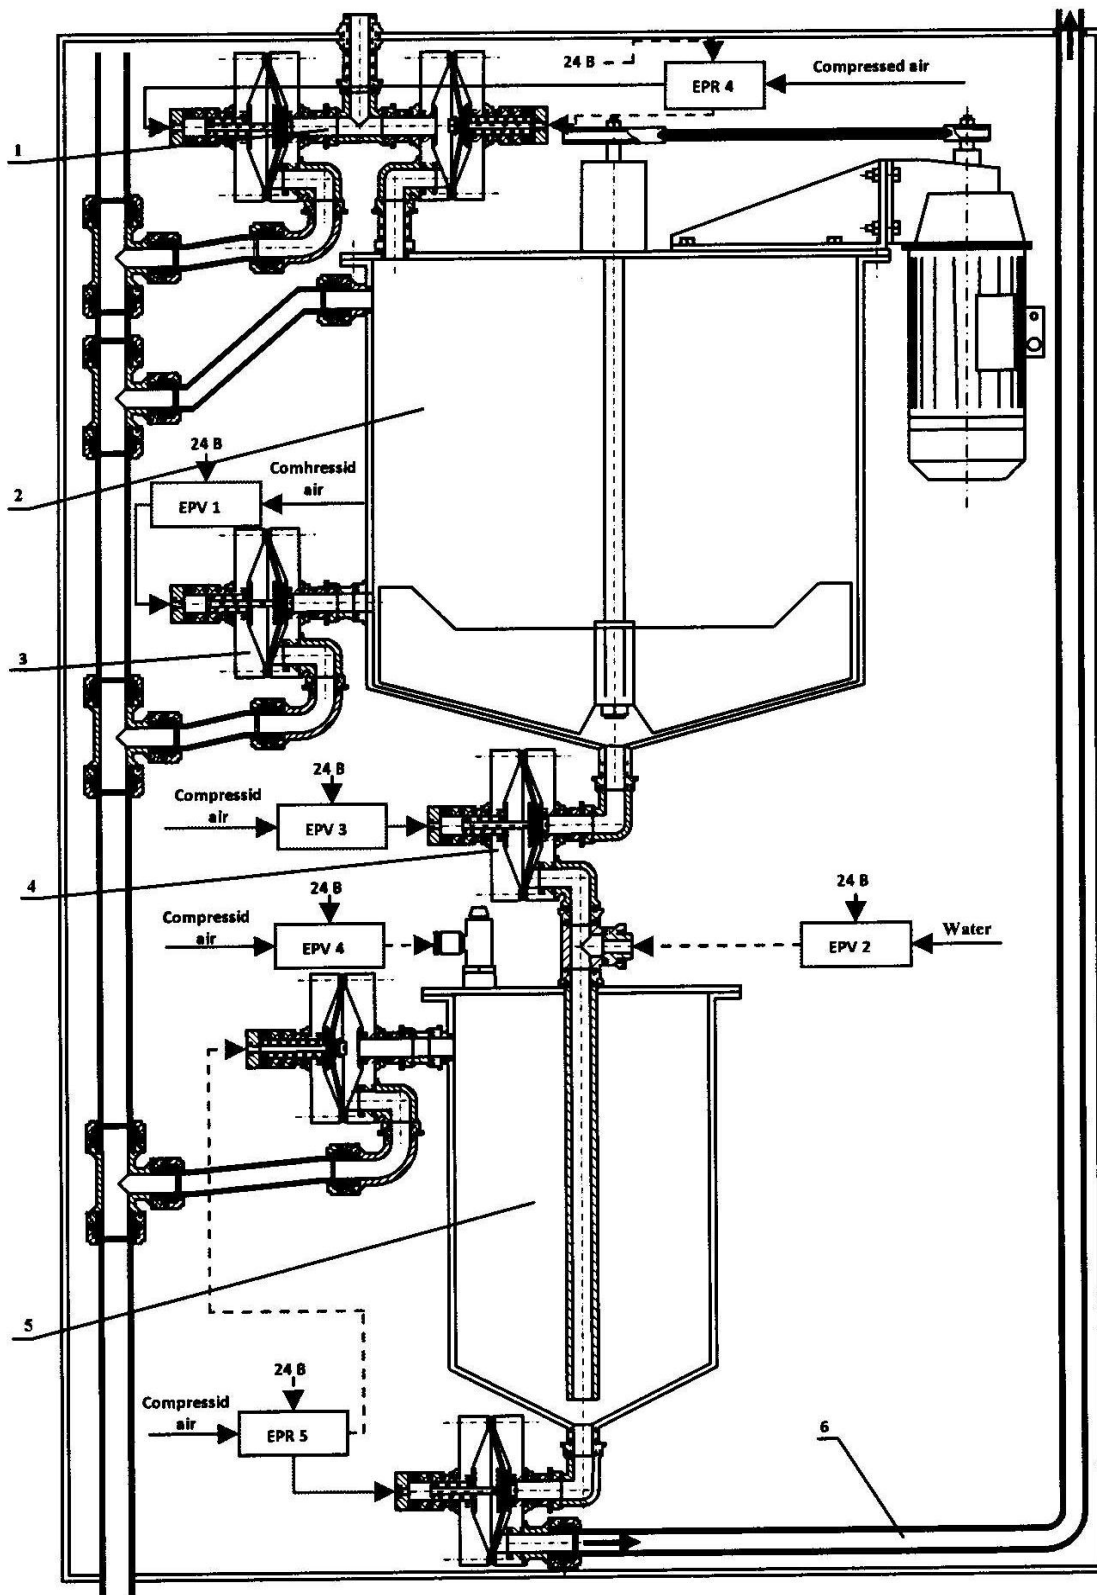 24 В
EPR 4
Compressed air
1
24 В
Comhressid
air
EPV 1
2
3
24 В
Compressid
air
EPV 3
4
24 В
Compressid
air
EPV 4
24 В
EPV 2
Water
5
24 В
Compressid
air
EPR 5
6